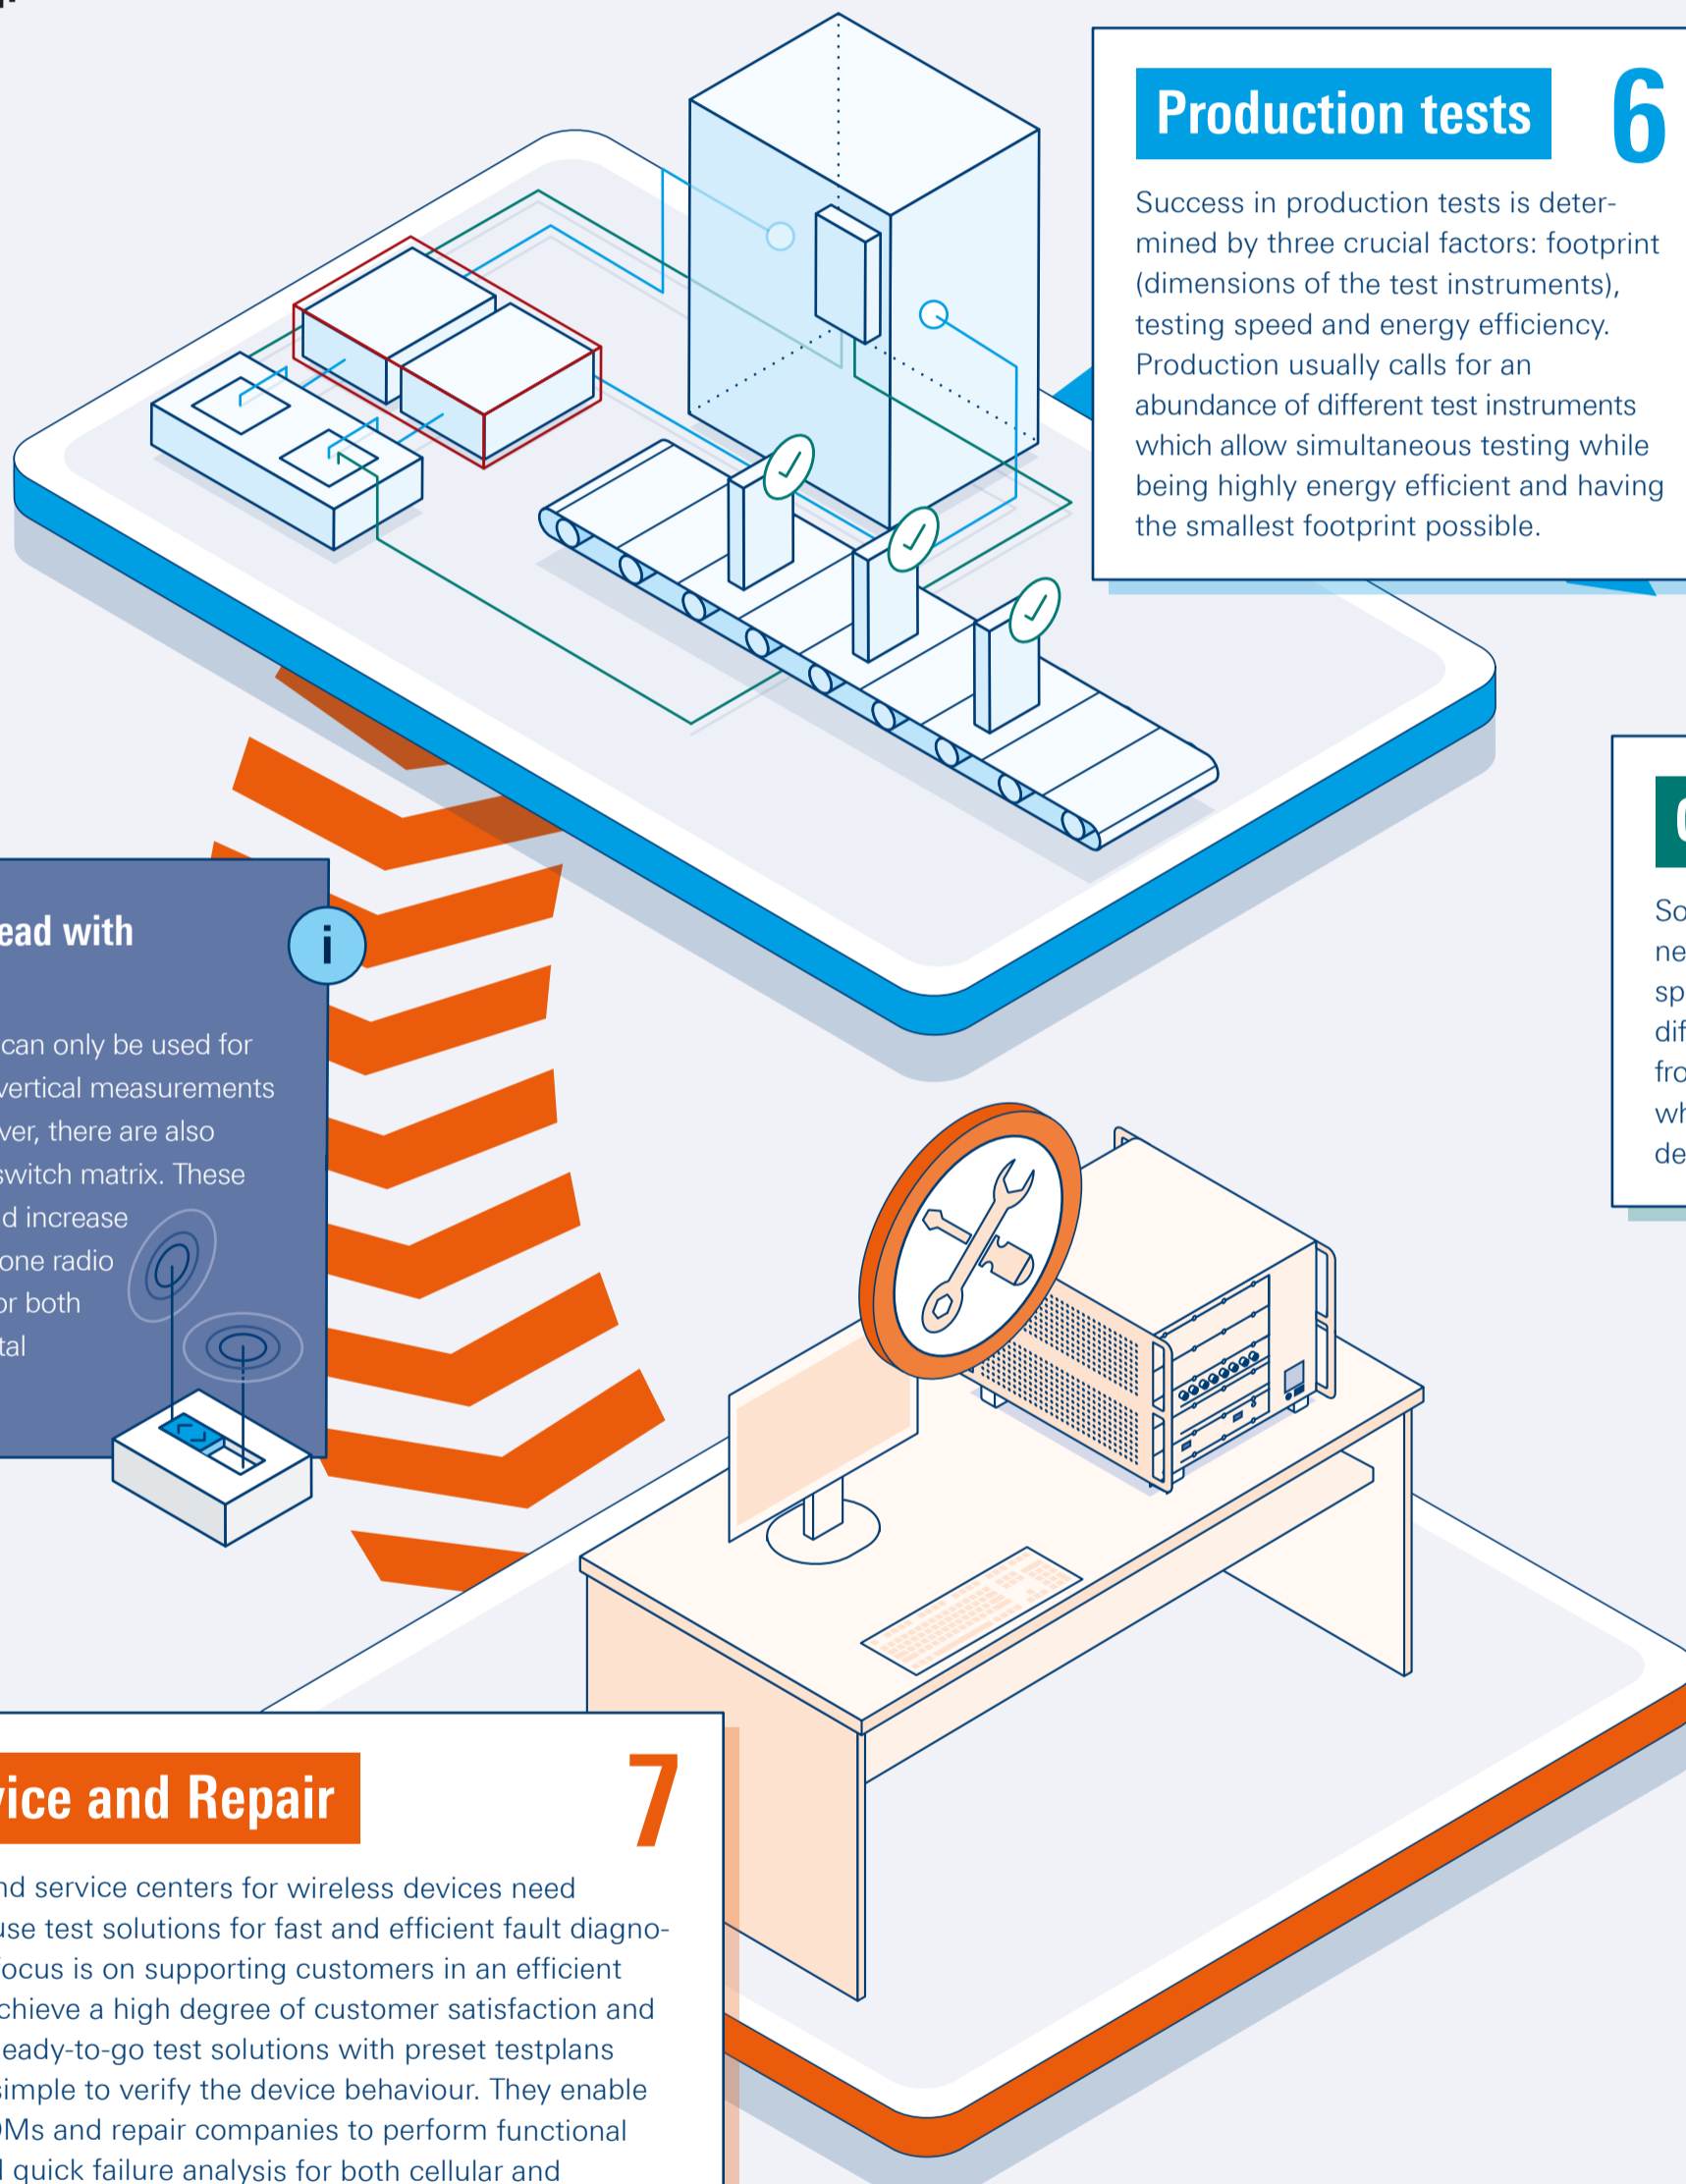 Production tests
6
Success in production tests is deter-
mined by three crucial factors: footprint
(dimensions of the test instruments),
testing speed and energy efficiency.
Production usually calls for an
abundance of different test instruments
which allow simultaneous testing while
being highly energy efficient and having
the smallest footprint possible.
ead with
i
can only be used for
vertical measurements
ver, there are also
switch matrix. These
d increase
one radio
or both
tal
So
ne
sp
dif
fro
wh
de
vice and Repair
7
nd service centers for wireless devices need
use test solutions for fast and efficient fault diagno-
focus is on supporting customers in an efficient
chieve a high degree of customer satisfaction and
eady-to-go test solutions with preset testplans
simple to verify the device behaviour. They enable
DMs and repair companies to perform functional
quick failure analysis for both cellular and